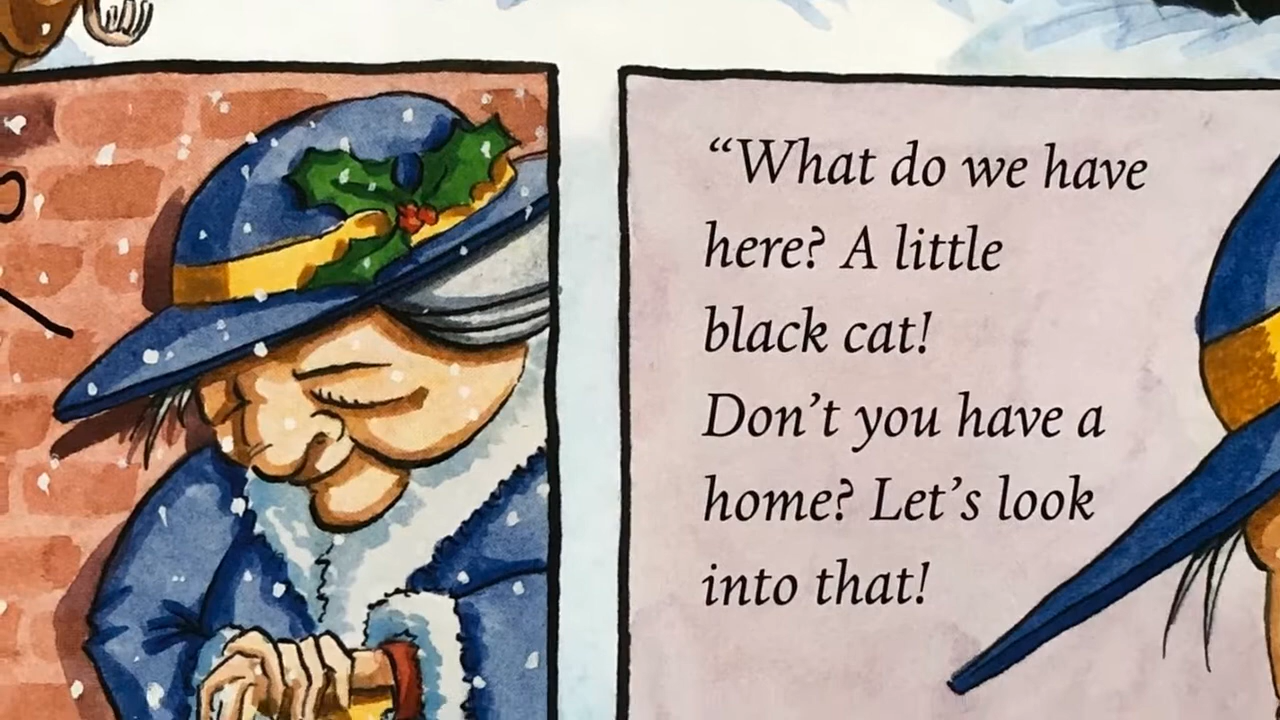 “What do we have
here? A little
black cat!
Don’t you have a
home? Let’s look
into that!